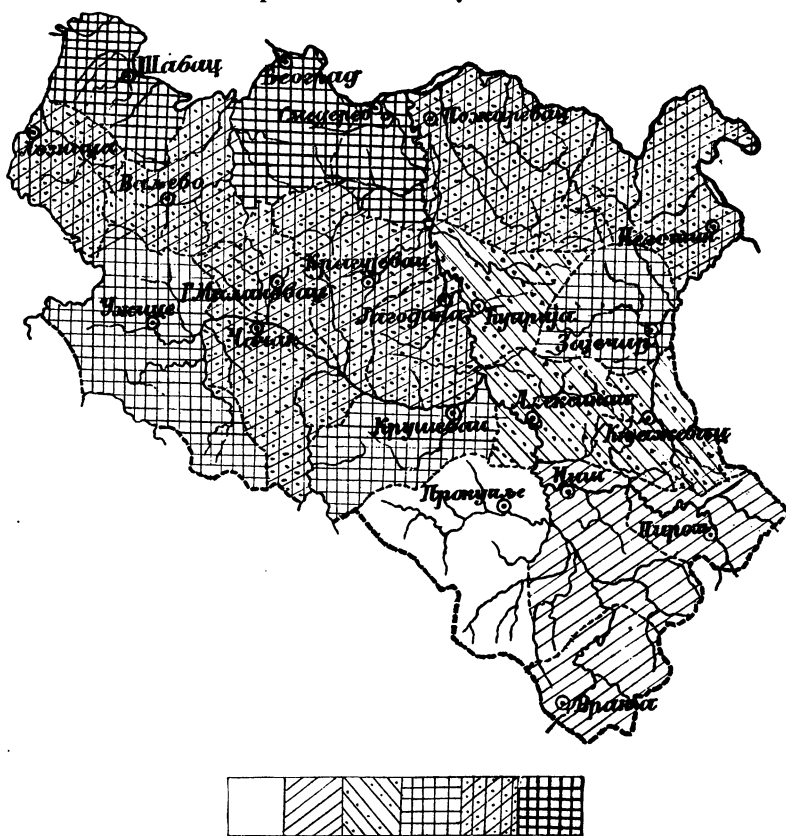 Шабац
Београд
Смедерево
Пожаревац
Лозница
Ваљево
Неготин
Крагујевац
Г. Милановац
Ужице
Јагодина
Ћуприја
Чачак
Зајечар
Алексинац
Крушевац
Књажевац
Ниш
Прокупље
Пирот
Врања